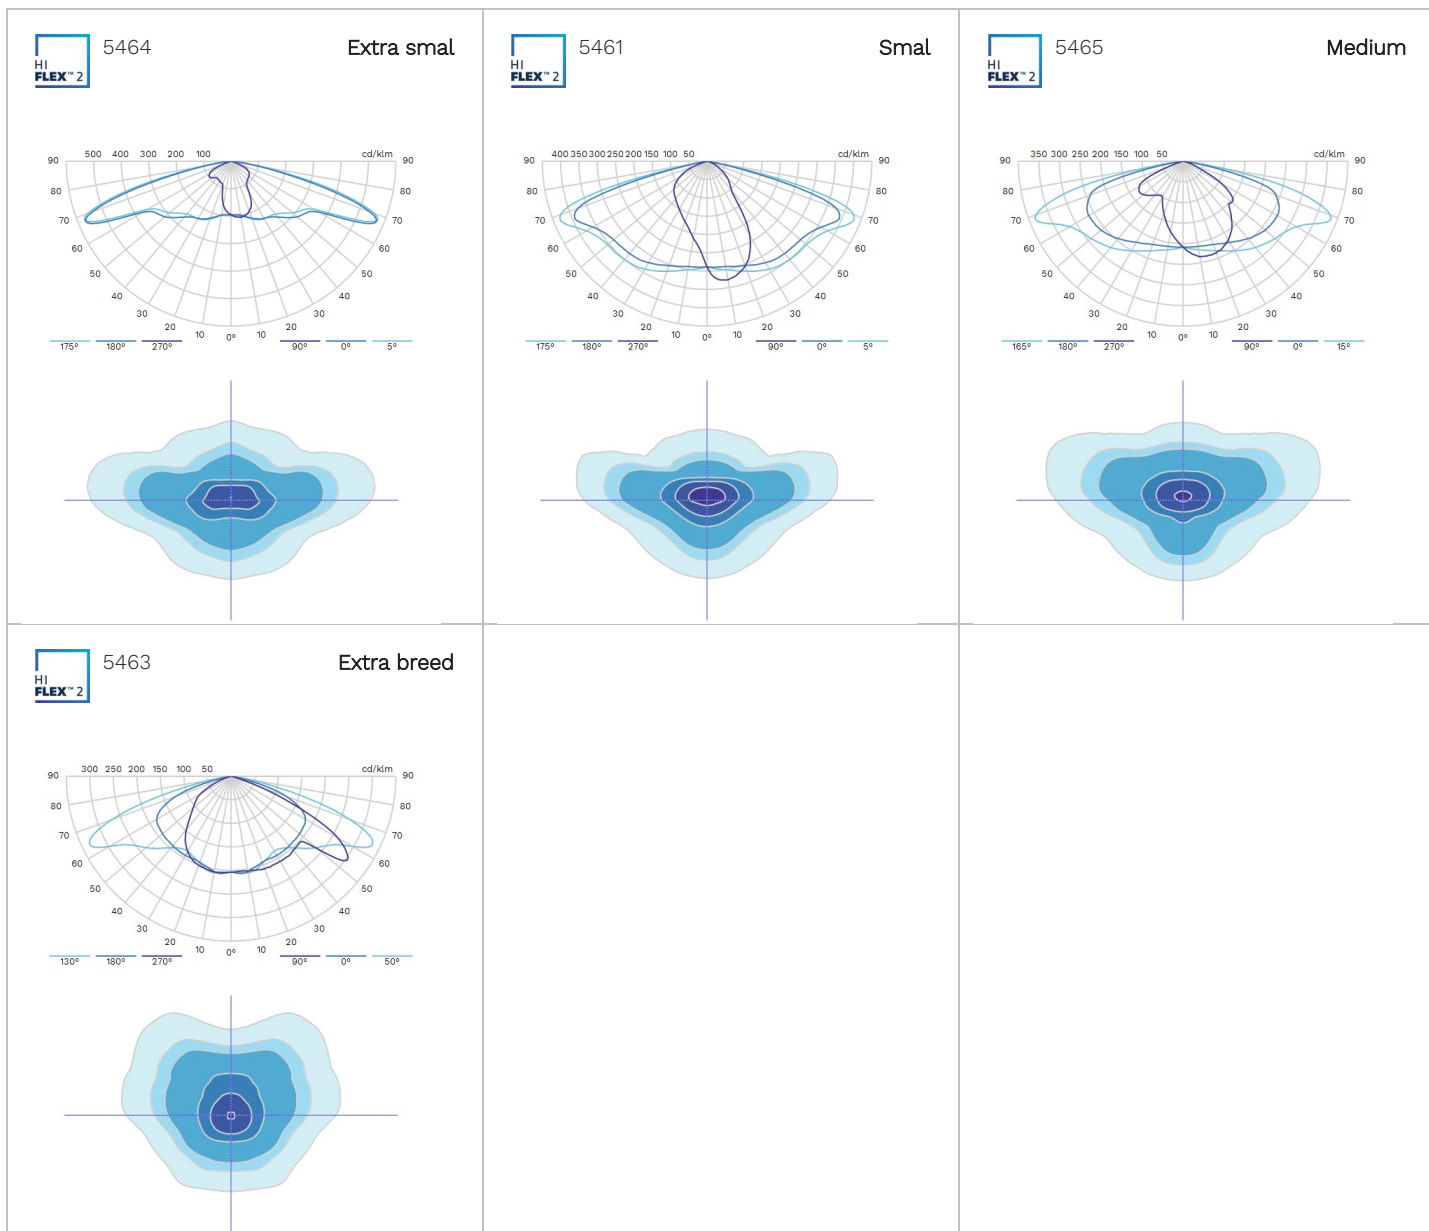 5464 Extra smal
HI
FLEX™ 2
90 500 400 300 200 100 cd/klm 90
80 80
70 70
60 60
50 50
40 40
30 30
20 20
10 0° 10
175° 180° 270° 90° 0° 5°
5461 Smal
HI
FLEX™ 2
90 400 350 300 250 200 150 100 50 cd/klm 90
80 80
70 70
60 60
50 50
40 40
30 30
20 20
10 0° 10
175° 180° 270° 90° 0° 5°
5465 Medium
HI
FLEX™ 2
90 350 300 250 200 150 100 50 cd/klm 90
80 80
70 70
60 60
50 50
40 40
30 30
20 20
10 0° 10
165° 180° 270° 90° 0° 15°
5463 Extra breed
HI
FLEX™ 2
90 300 250 200 150 100 50 cd/klm 90
80 80
70 70
60 60
50 50
40 40
30 30
20 20
10 0° 10
130° 180° 270° 90° 0° 50°